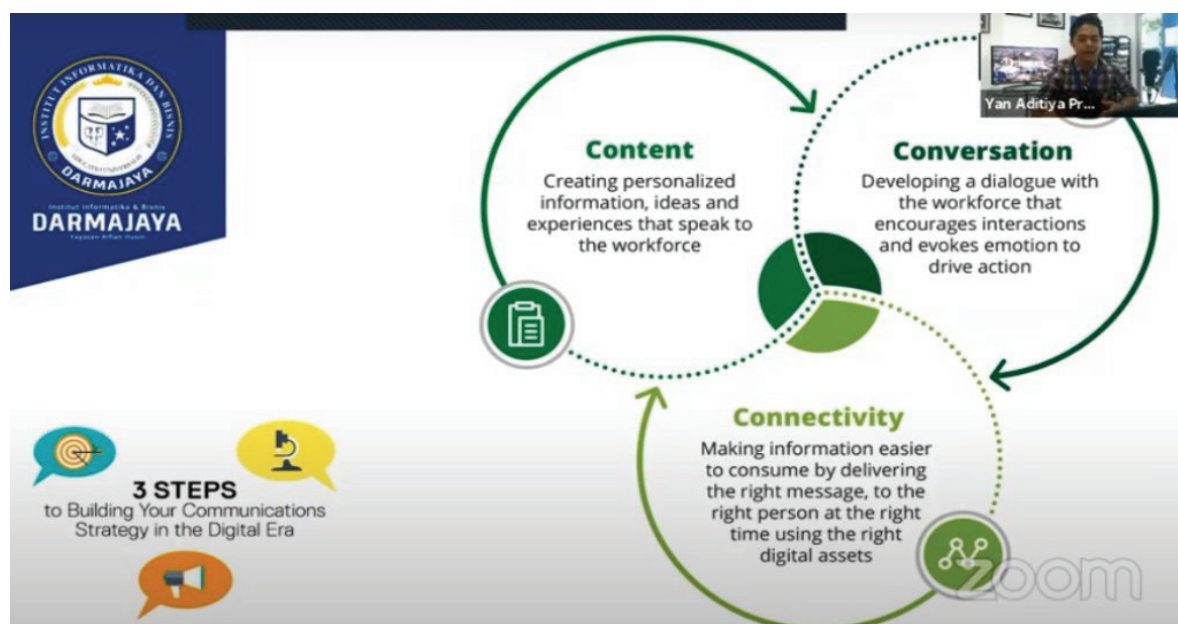 INSTITUT INFORMATIKA DAN BISNIS
DARMAJAYA
Institut Informatika & Bisnis
DARMAJAYA
Yayasan Alfian Husin
Yan Aditiya Pr...
Content
Creating personalized
information, ideas and
experiences that speak to
the workforce
Conversation
Developing a dialogue with
the workforce that
encourages interactions
and evokes emotion to
drive action
Connectivity
Making information easier
to consume by delivering
the right message, to the
right person at the right
time using the right
digital assets
3 STEPS
to Building Your Communications
Strategy in the Digital Era
zoom